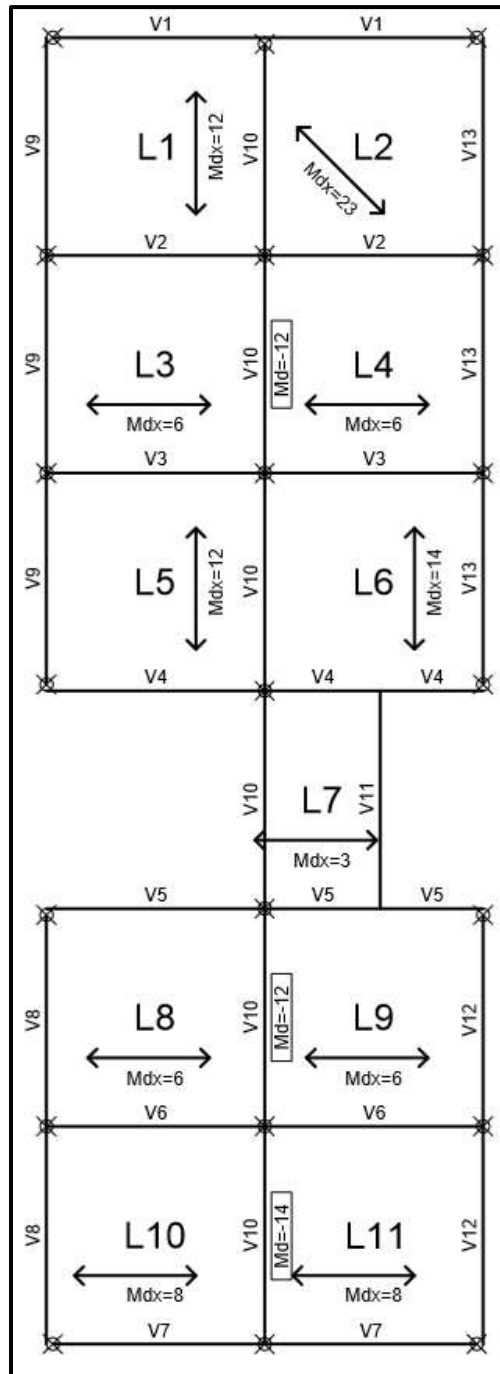 V1 V1
V9 L1 Mdx=12 V10 L2 Mdx=23 V13
V2 V2
V9 L3 V10 Md=-12 L4 V13
Mdx=6 Mdx=6
V3 V3
V9 L5 Mdx=12 V10 L6 Mdx=14 V13
V4 V4 V4
V10 L7 V11
Mdx=3
V5 V5 V5
V8 L8 V10 Md=-12 L9 V12
Mdx=6 Mdx=6
V6 V6
V8 L10 V10 Md=-14 L11 V12
Mdx=8 Mdx=8
V7 V7